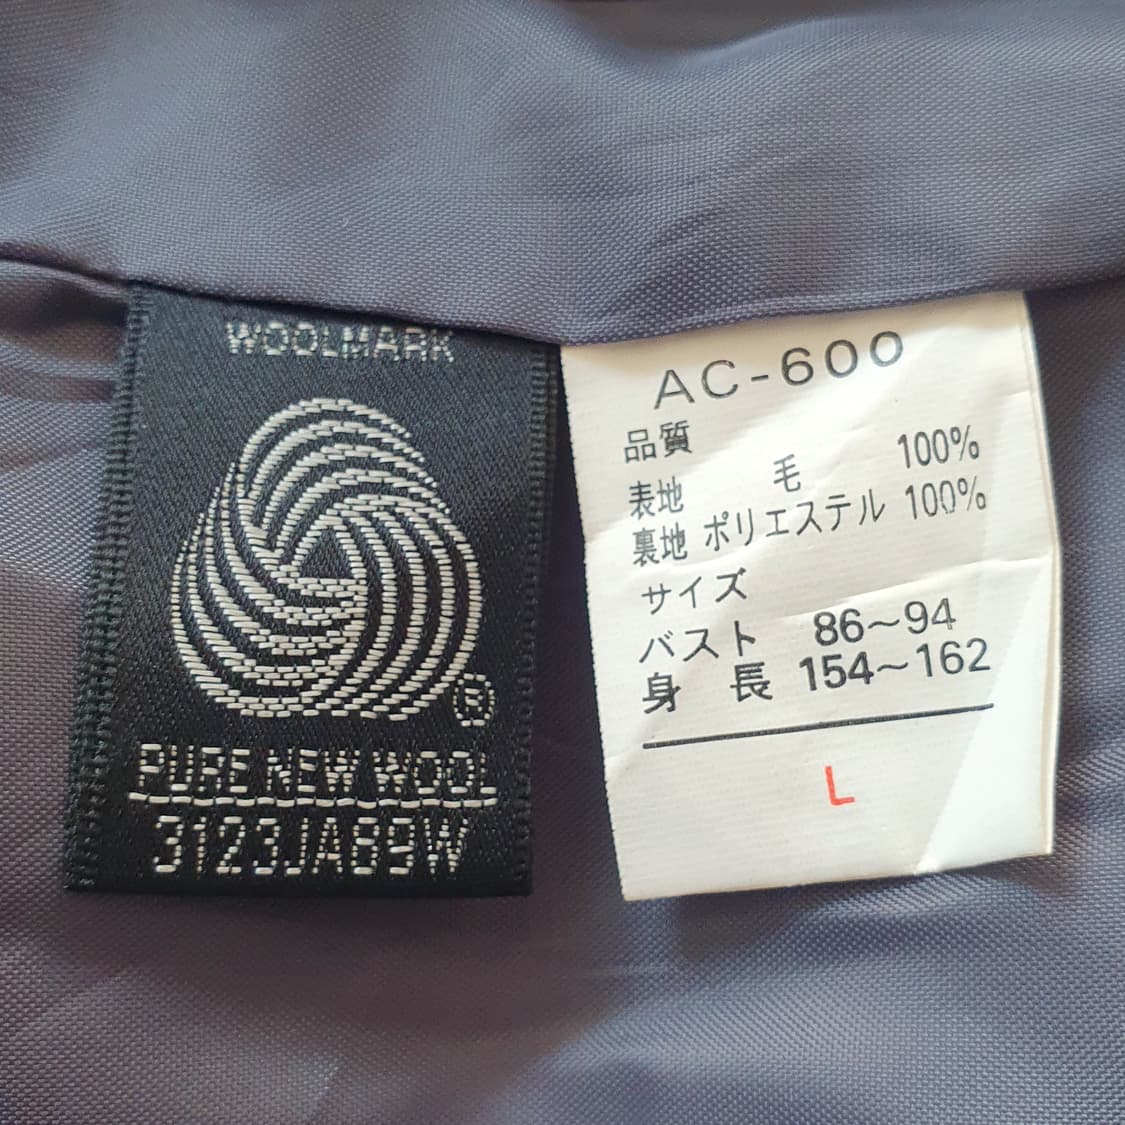 WOOLMARK
®
PURE NEW WOOL
3123JA89W
AC-600
品質
表地 毛 100%
裏地 ポリエステル 100%
サイズ
バスト 86～94
身長 154～162
L